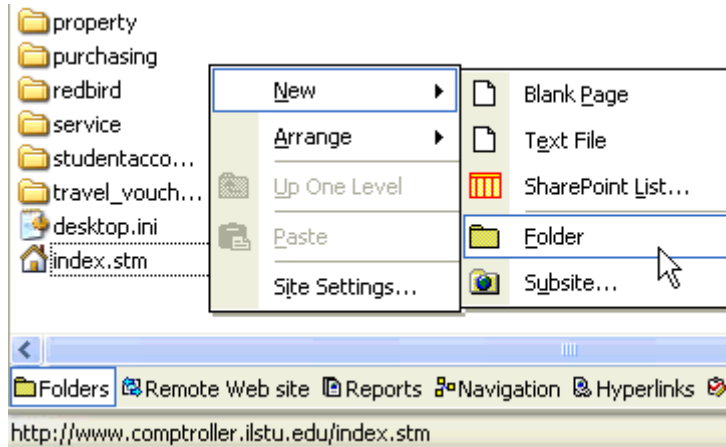 property
purchasing
redbird
service
studentacco...
travel_vouch...
desktop.ini
index.stm
New
Arrange
Up One Level
Paste
Site Settings...
Blank Page
Text File
SharePoint List...
Folder
Subsite...
Folders Remote Web site Reports Navigation Hyperlinks
http://www.comptroller.ilstu.edu/index.stm